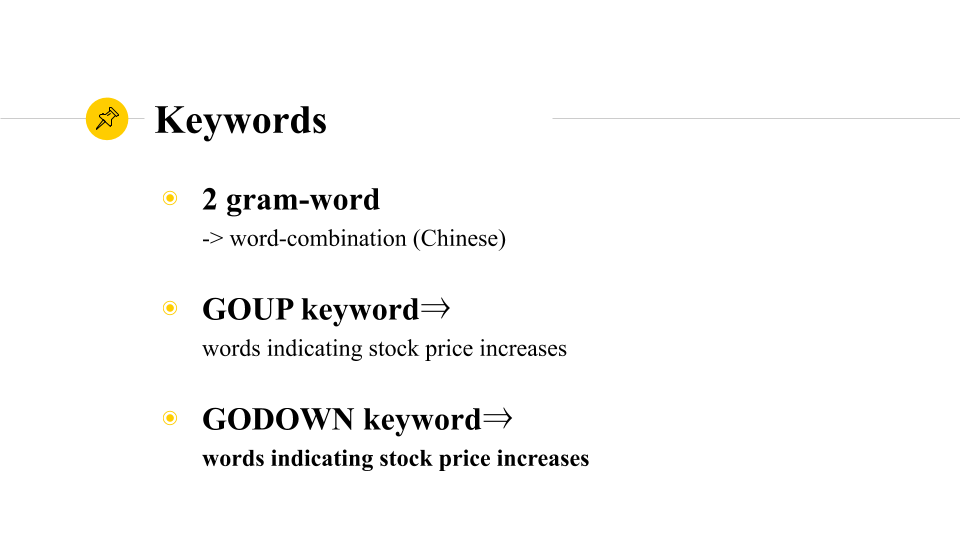 Keywords
2 gram-word
-> word-combination (Chinese)
GOUP keyword⇒
words indicating stock price increases
GODOWN keyword⇒
words indicating stock price increases